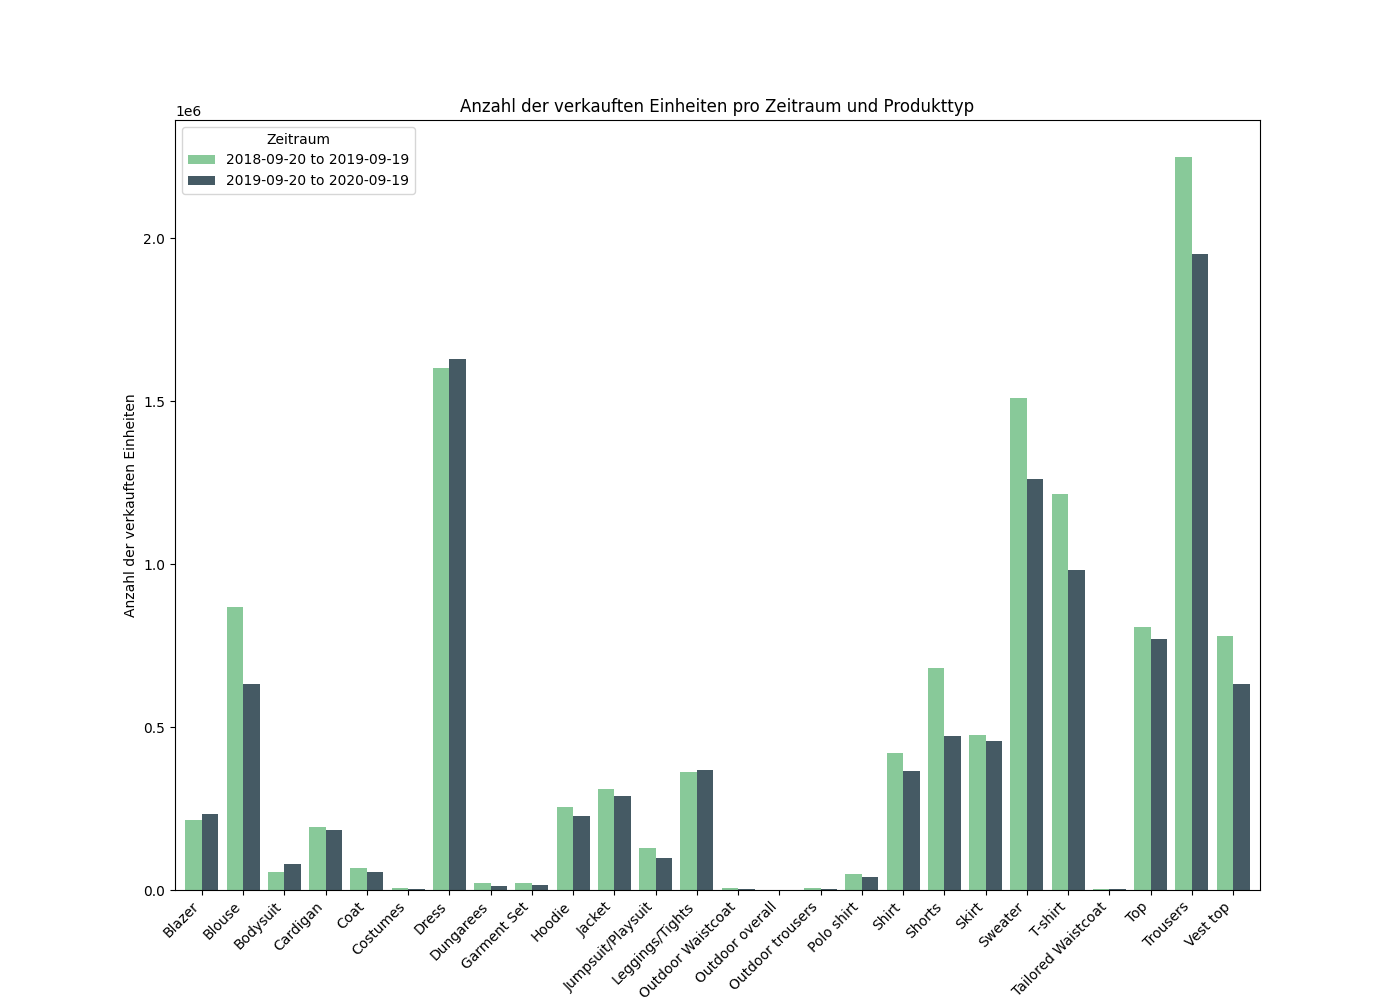 Anzahl der verkauften Einheiten pro Zeitraum und Produkttyp
1e6
Zeitraum
2018-09-20 to 2019-09-19
2019-09-20 to 2020-09-19
Anzahl der verkauften Einheiten
2.0
1.5
1.0
0.5
0.0
Blazer
Blouse
Bodysuit
Cardigan
Coat
Costumes
Dress
Dungarees
Garment Set
Hoodie
Jacket
Jumpsuit/Playsuit
Leggings/Tights
Outdoor Waistcoat
Outdoor overall
Outdoor trousers
Polo shirt
Shirt
Shorts
Skirt
Sweater
T-shirt
Tailored Waistcoat
Top
Trousers
Vest top